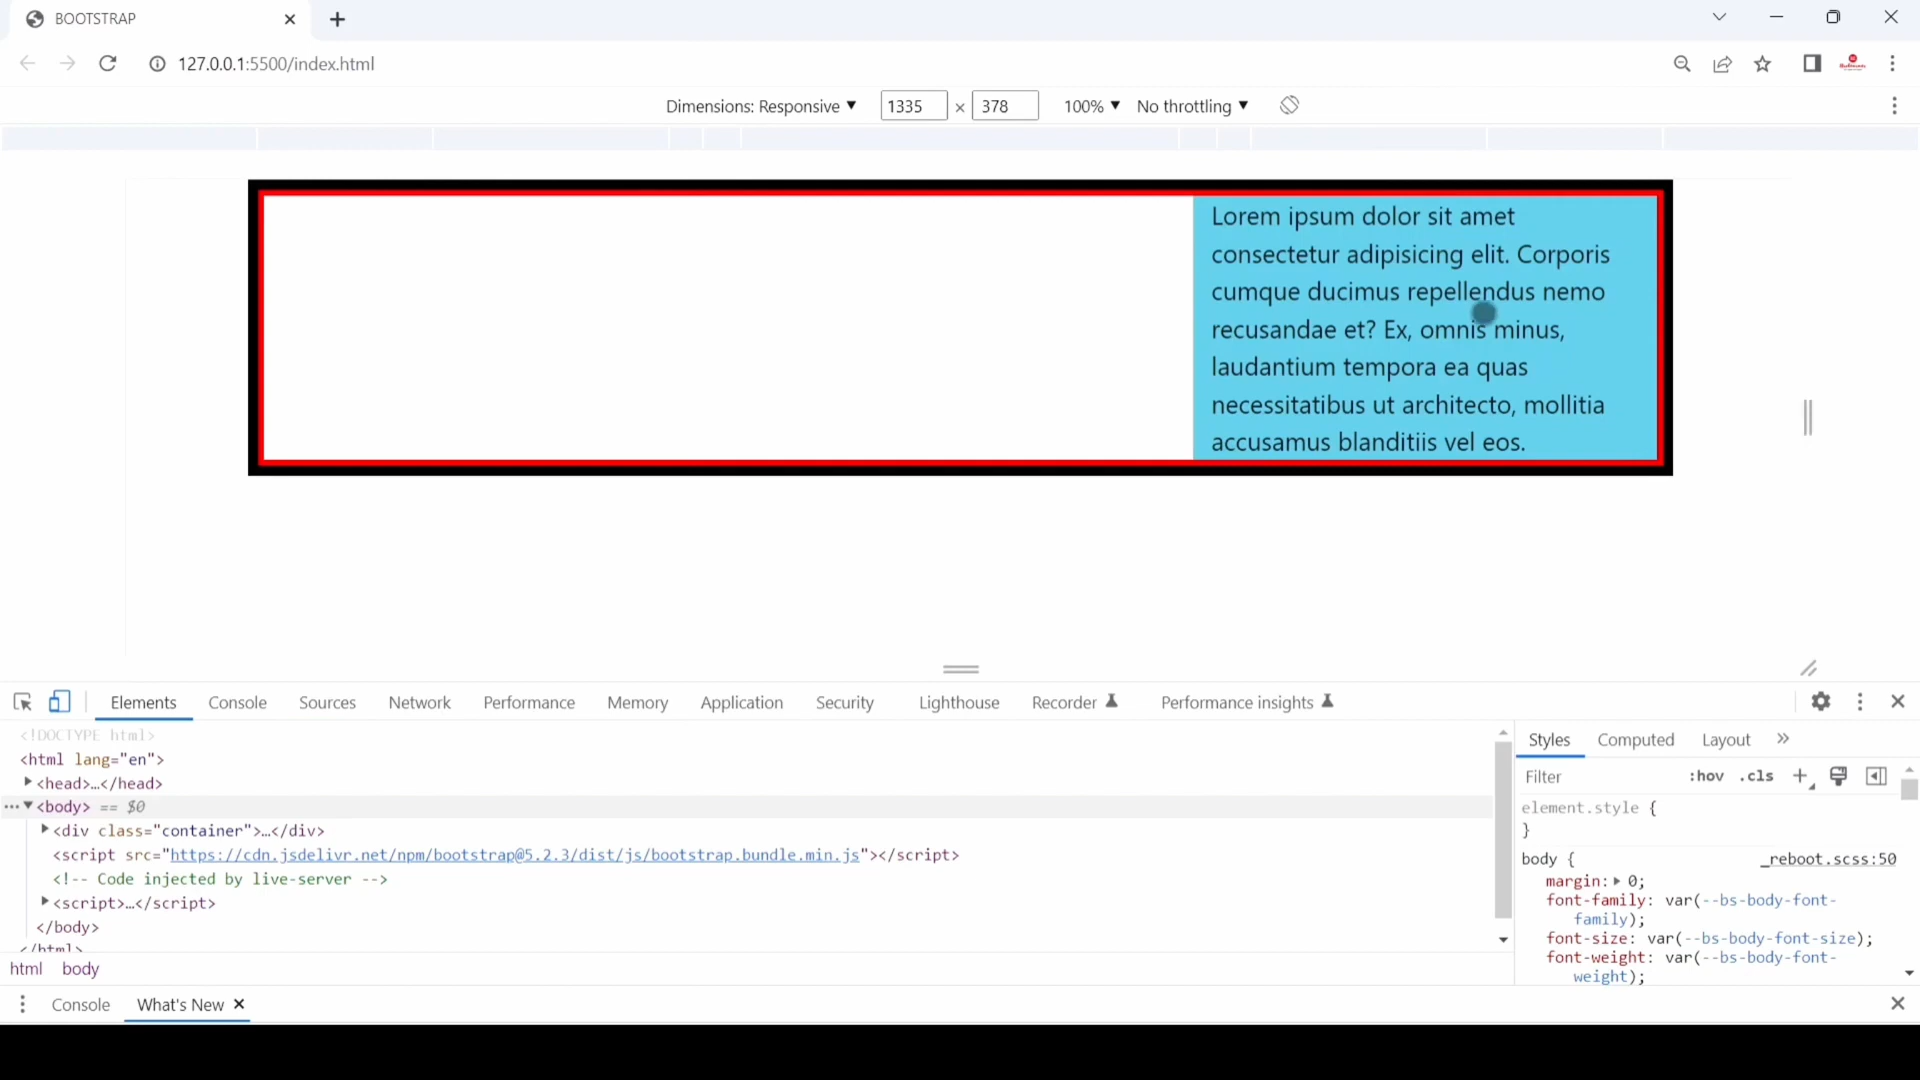 BOOTSTRAP
127.0.0.1:5500/index.html
Dimensions: Responsive 1335 × 378 100% No throttling
Lorem ipsum dolor sit amet
consectetur adipisicing elit. Corporis
cumque ducimus repellendus nemo
recusandae et? Ex, omnis minus,
laudantium tempora ea quas
necessitatibus ut architecto, mollitia
accusamus blanditiis vel eos.
Elements Console Sources Network Performance Memory Application Security Lighthouse Recorder Performance insights
<!DOCTYPE html>
<html lang="en">
<head>…</head>
<body> == $0
<div class="container">…</div>
<script src="https://cdn.jsdelivr.net/npm/bootstrap@5.2.3/dist/js/bootstrap.bundle.min.js"></script>
<!-- Code injected by live-server -->
<script>…</script>
</body>
</html>
html body
Styles Computed Layout
Filter :hov .cls
element.style {
}
body { _reboot.scss:50
margin: 0;
font-family: var(--bs-body-font-
family);
font-size: var(--bs-body-font-size);
font-weight: var(--bs-body-font-
weight);
Console What's New